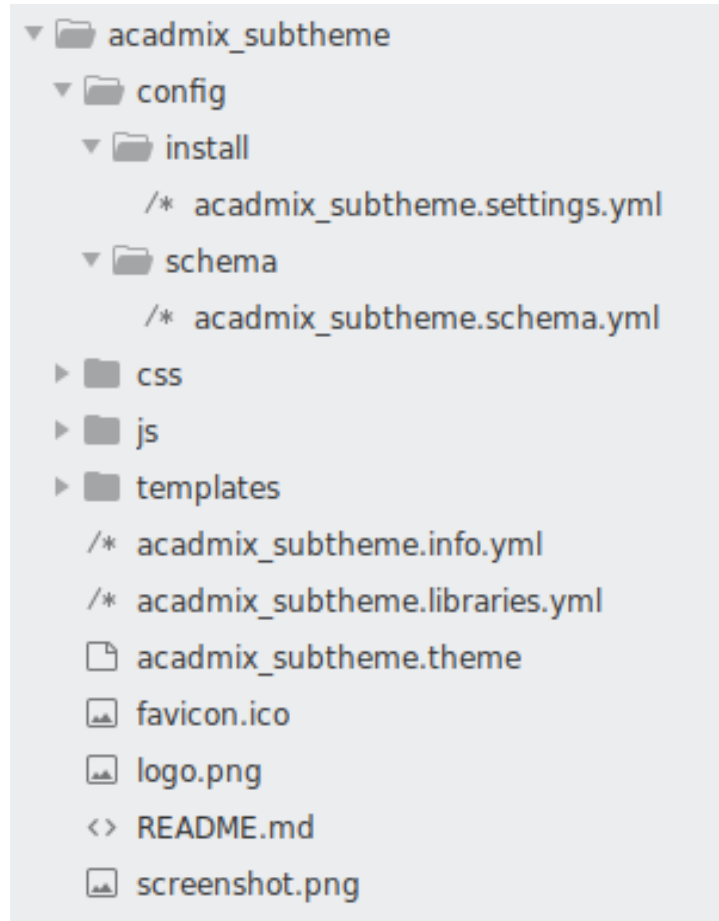 acadmix_subtheme
config
install
/* acadmix_subtheme.settings.yml
schema
/* acadmix_subtheme.schema.yml
css
js
templates
/* acadmix_subtheme.info.yml
/* acadmix_subtheme.libraries.yml
acadmix_subtheme.theme
favicon.ico
logo.png
<> README.md
screenshot.png